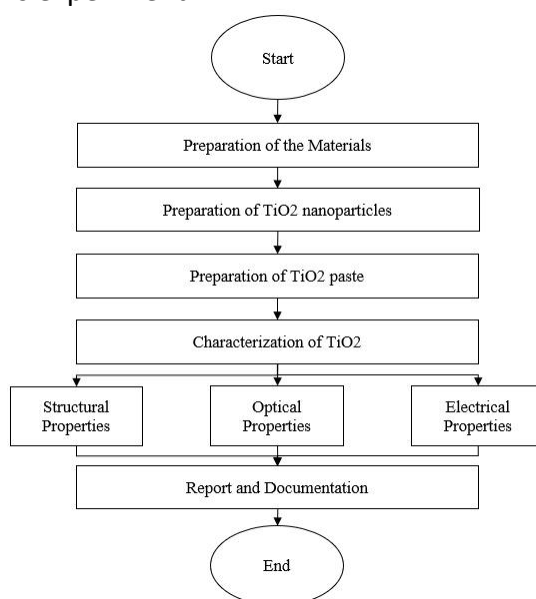 Start
Preparation of the Materials
Preparation of TiO2 nanoparticles
Preparation of TiO2 paste
Characterization of TiO2
Structural
Properties
Optical
Properties
Electrical
Properties
Report and Documentation
End